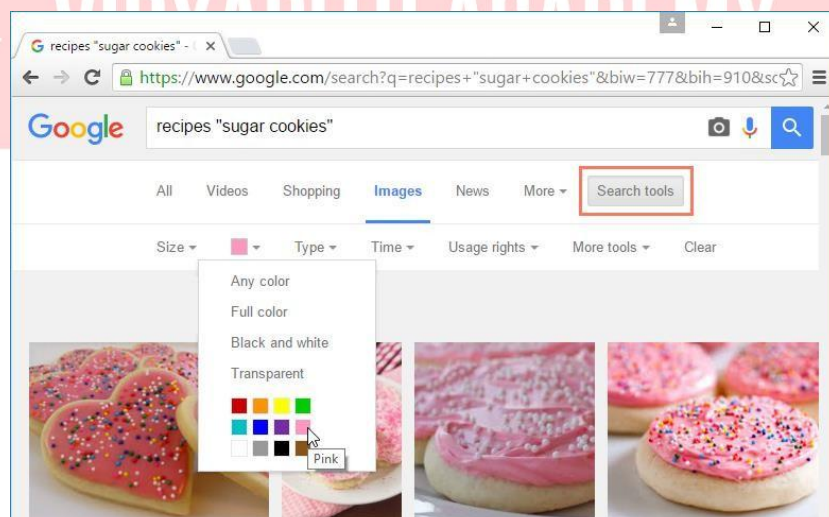 recipes "sugar cookies" -
https://www.google.com/search?q=recipes+"sugar+cookies"&biw=777&bih=910&sc
Google
recipes "sugar cookies"
All Videos Shopping Images News More Search tools
Size Type Time Usage rights More tools Clear
Any color
Full color
Black and white
Transparent
Pink